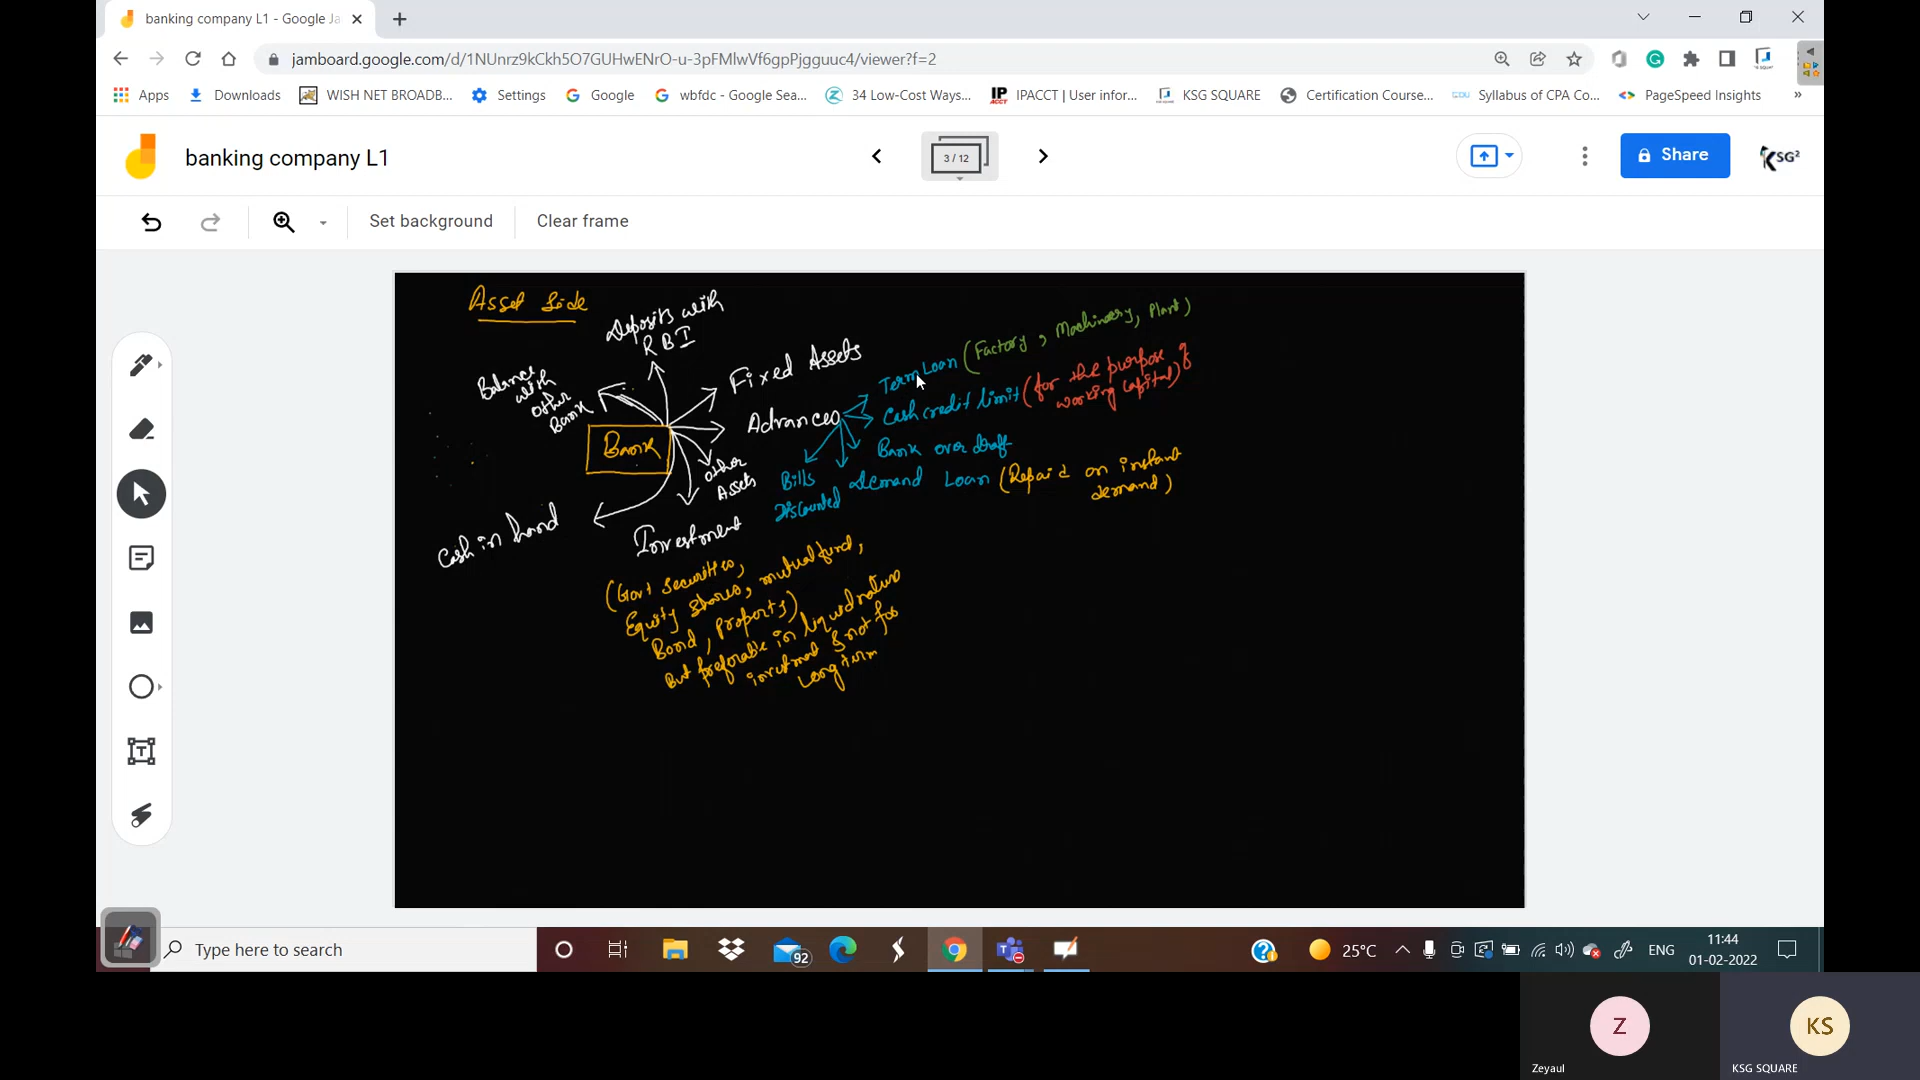 banking company L1 - Google Ja
jamboard.google.com/d/1NUnrz9kCkh5O7GUHwENrO-u-3pFMlwVf6gpPjgguuc4/viewer?f=2
Apps Downloads WISH NET BROADB... Settings Google wbfdc - Google Sea... 34 Low-Cost Ways... IPACCT | User infor... KSG SQUARE Certification Course... Syllabus of CPA Co... PageSpeed Insights »
banking company L1
3 / 12
Share
KSG²
Set background Clear frame
Asset Side
Deposits with
RBI
Balance
with
other
Bank
Fixed Assets
Advances
Bank
other
Assets
Cash in hand
Investment
(Govt Securities,
Equity shares, mutual fund,
Bond, Property)
But preferable in liquid nature
investment & not for
Long term
Term Loan (Factory, Machinery, Plant)
Cash credit limit (for the purpose of
working capital)
Bank over draft
Demand Loan (Repaid on instant
demand)
Bills
Discounted
Type here to search
92
25°C
ENG
11:44
01-02-2022
Z
Zeyaul
KS
KSG SQUARE